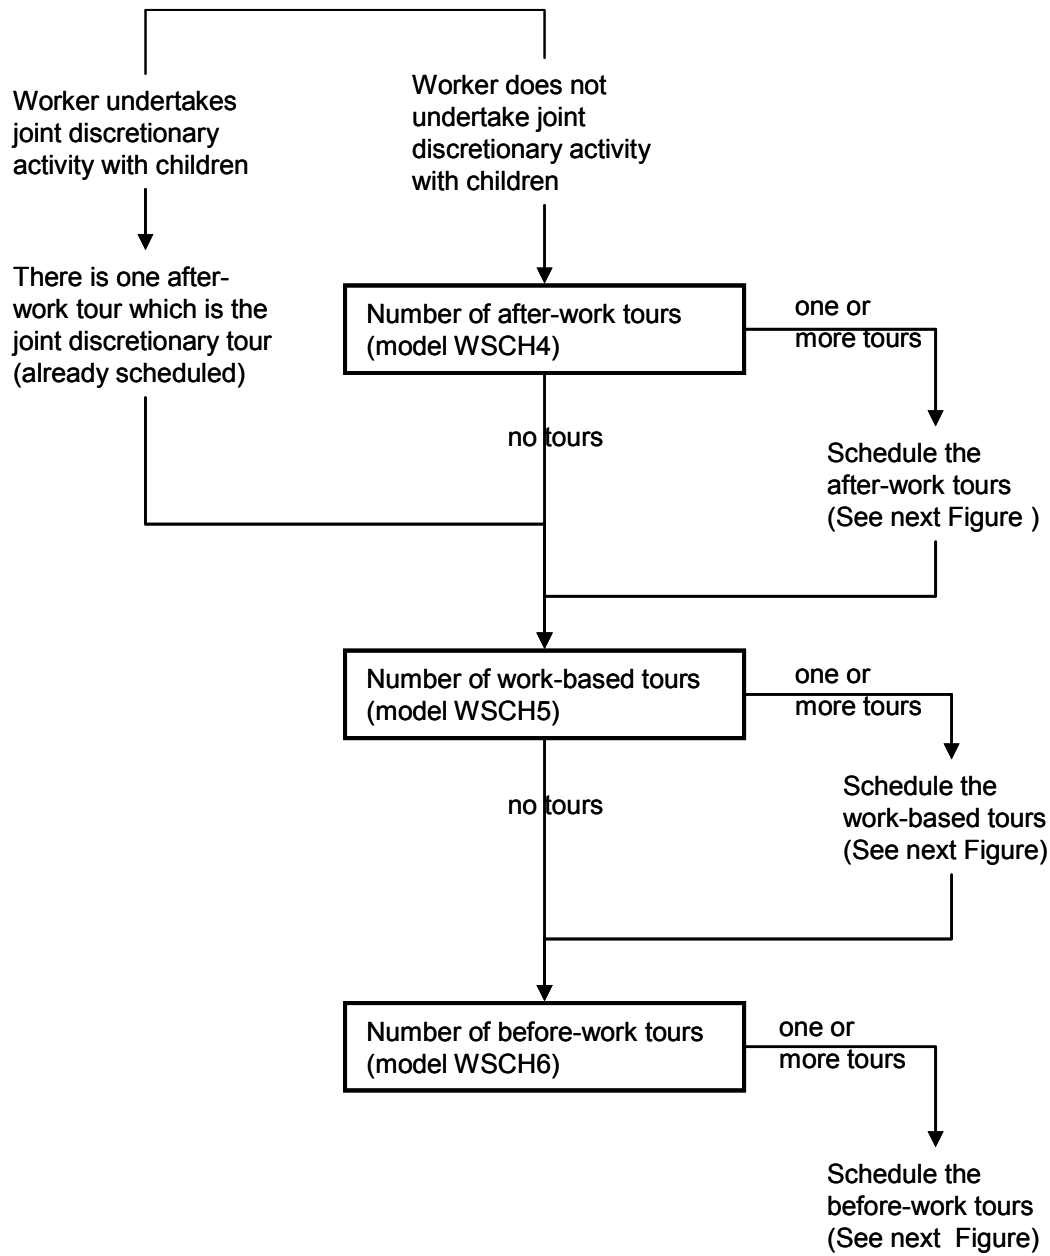 Worker undertakes
joint discretionary
activity with children
Worker does not
undertake joint
discretionary activity
with children
There is one after-
work tour which is the
joint discretionary tour
(already scheduled)
Number of after-work tours
(model WSCH4)
one or
more tours
no tours
Schedule the
after-work tours
(See next Figure )
Number of work-based tours
(model WSCH5)
one or
more tours
no tours
Schedule the
work-based tours
(See next Figure)
Number of before-work tours
(model WSCH6)
one or
more tours
Schedule the
before-work tours
(See next  Figure)